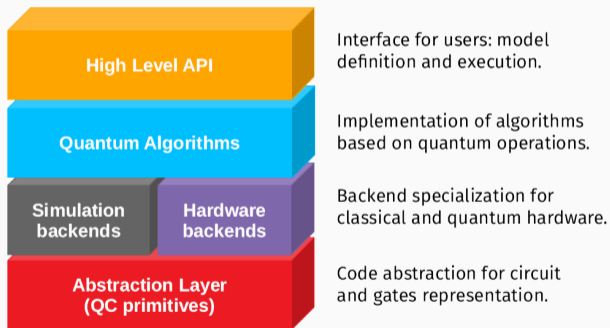 High Level API
Interface for users: model
definition and execution.
Quantum Algorithms
Implementation of algorithms
based on quantum operations.
Simulation
backends
Hardware
backends
Backend specialization for
classical and quantum hardware.
Abstraction Layer
(QC primitives)
Code abstraction for circuit
and gates representation.